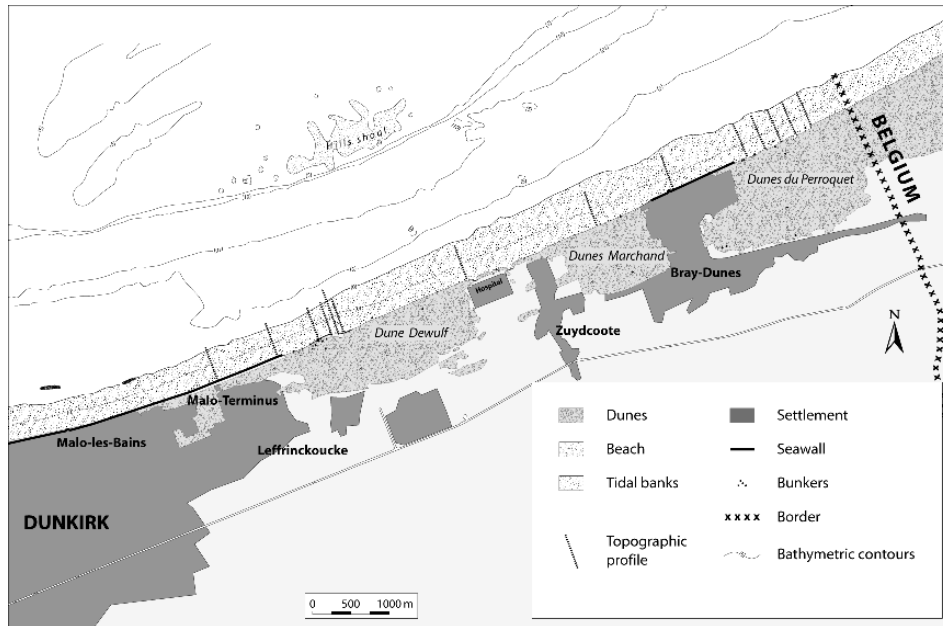 Hills shoal
BELGIUM
Dunes du Perroquet
Dunes Marchand
Bray-Dunes
Hospital
Zuydcoote
N
Dune Dewulf
Malo-Terminus
Malo-les-Bains
Leffrinckoucke
DUNKIRK
Dunes
Settlement
Beach
Seawall
Tidal banks
Bunkers
Border
Topographic
profile
Bathymetric contours
0 500 1000 m